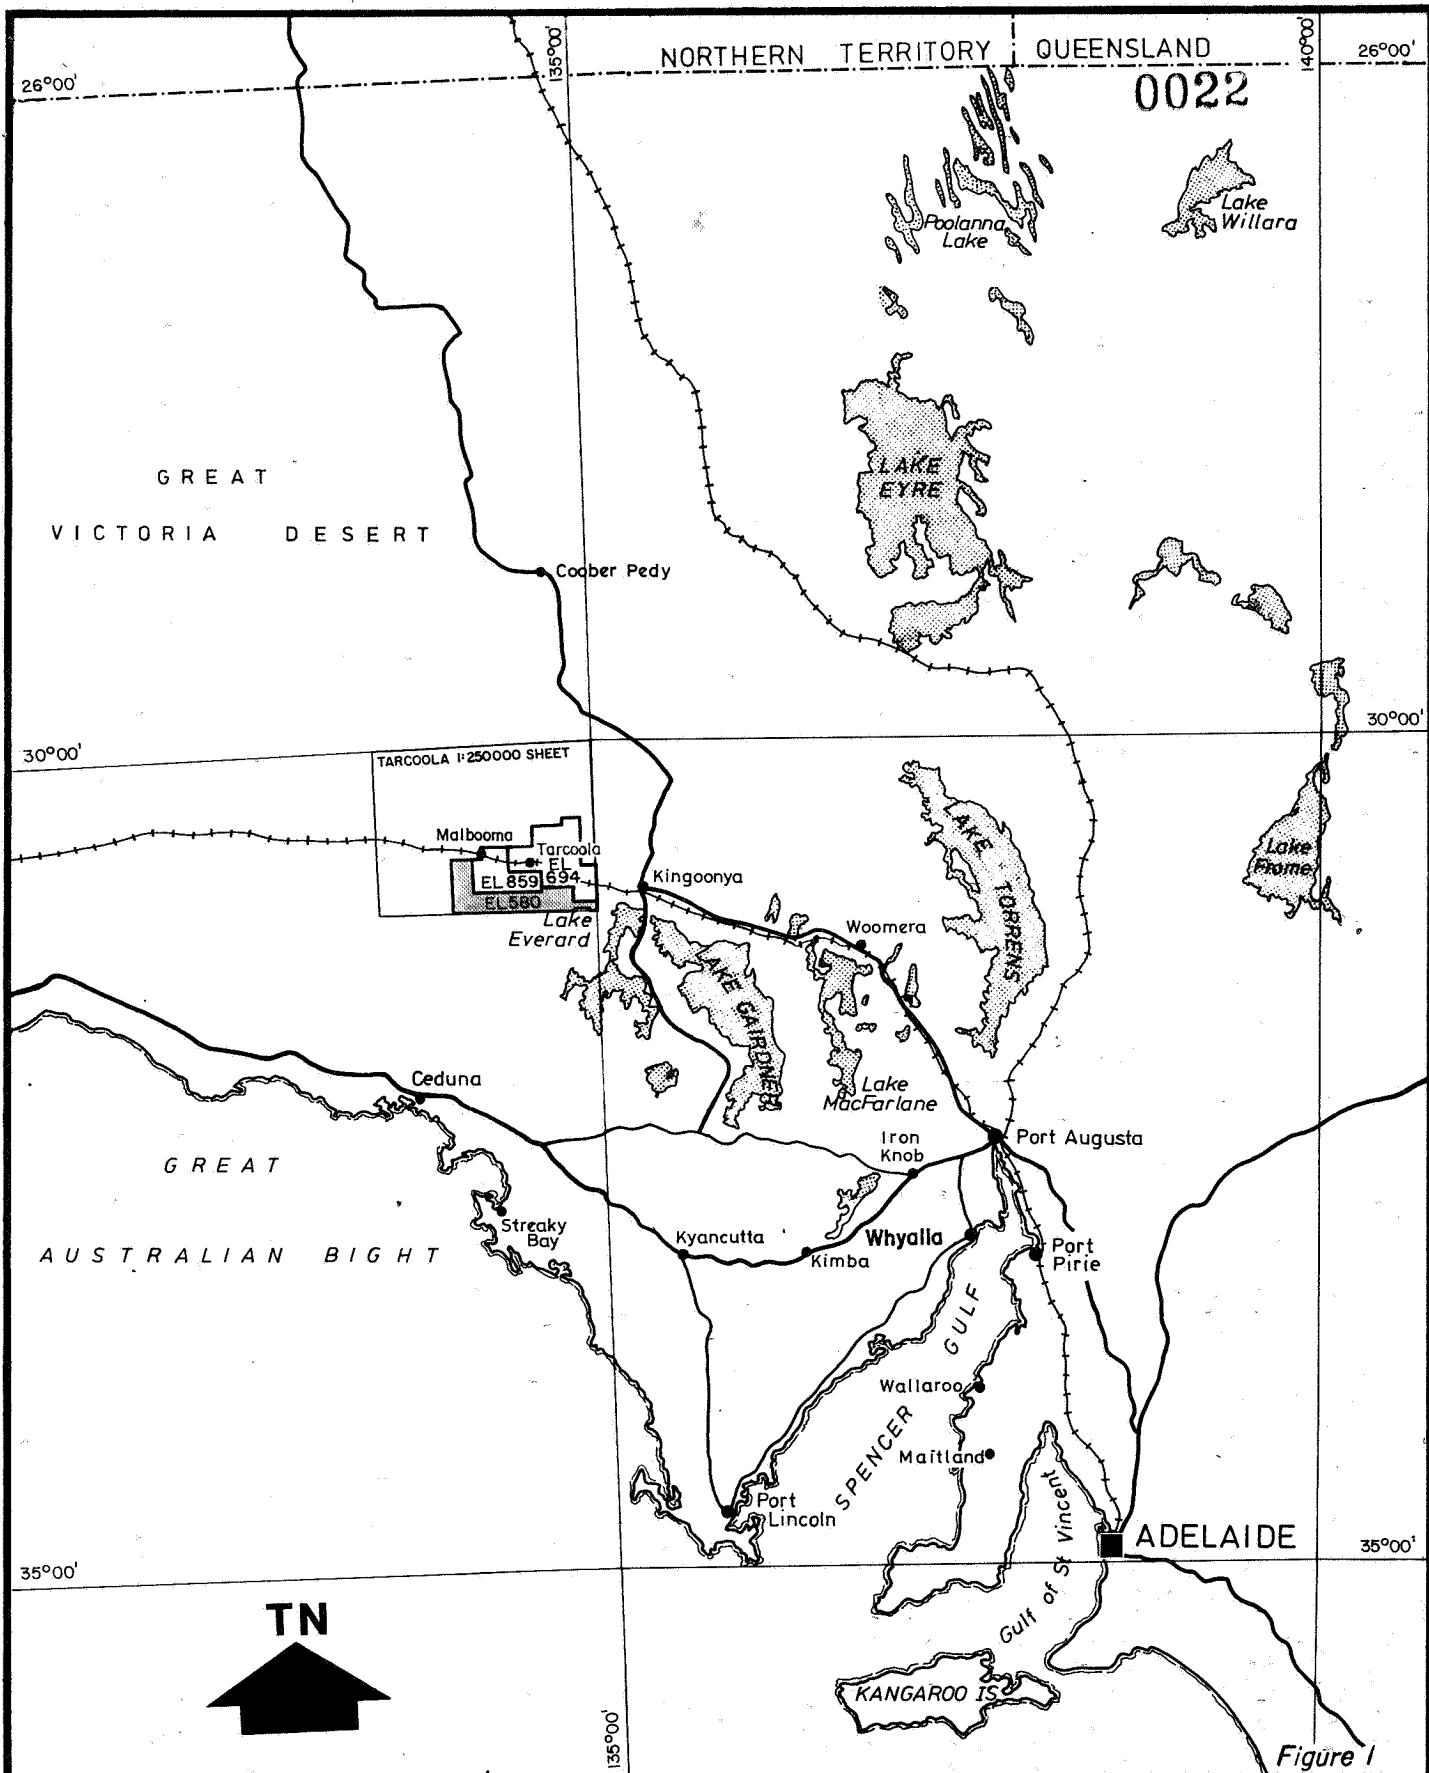 NORTHERN TERRITORY
QUEENSLAND
135°00'
140°00'
26°00'
26°00'
0022
Poolanna
Lake
Lake
Willara
LAKE
EYRE
GREAT
VICTORIA DESERT
Coober Pedy
30°00'
30°00'
TARCOOLA 1:250000 SHEET
Malbooma
Tarcoola
EL
694
EL 859
EL 580
Kingoonya
Lake
Everard
LAKE TORRENS
Lake
Frome
Woomera
LAKE GAIRDNER
Lake
MacFarlane
Ceduna
Iron
Knob
Port Augusta
GREAT
AUSTRALIAN BIGHT
Streaky
Bay
Kyancutta
Kimba
Whyalla
Port
Pirie
SPENCER GULF
Wallaroo
Maitland
Port
Lincoln
Gulf of St Vincent
ADELAIDE
35°00'
35°00'
TN
KANGAROO IS
135°00'
Figure 1